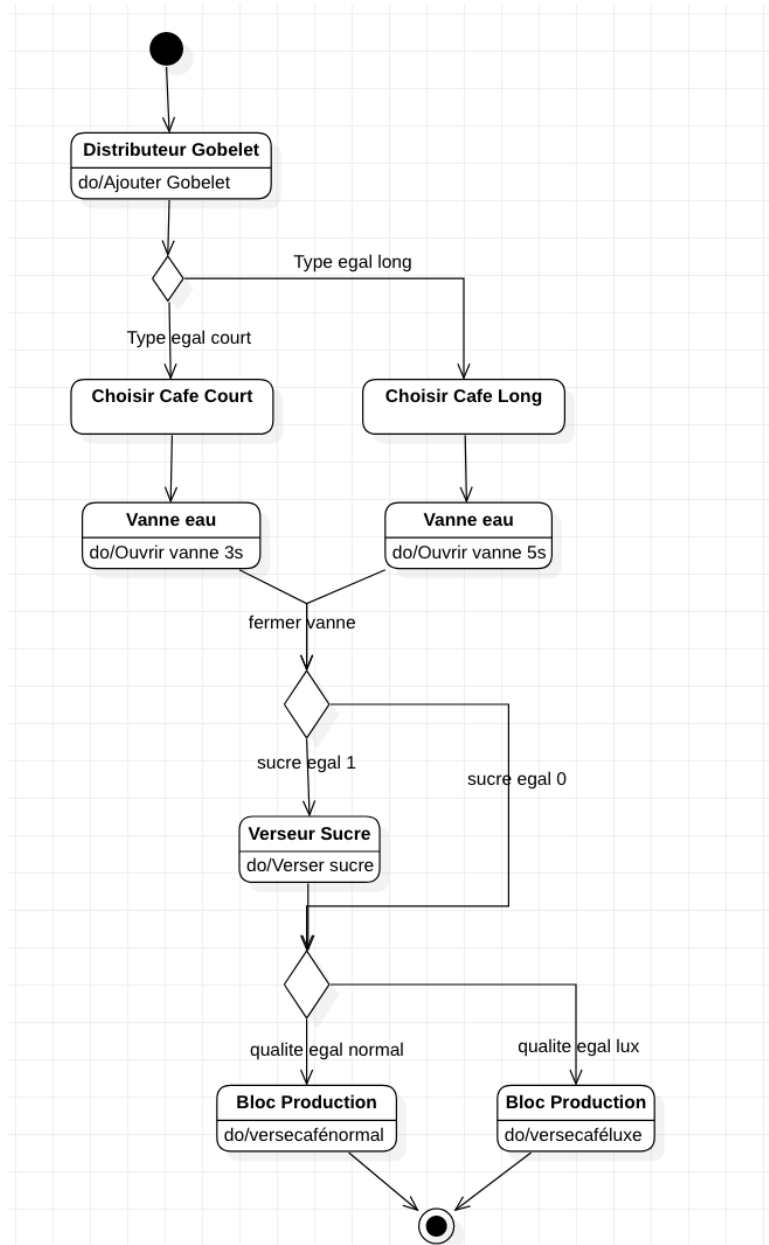 Distributeur Gobelet
do/Ajouter Gobelet
Type egal long
Type egal court
Choisir Cafe Court
Choisir Cafe Long
Vanne eau
do/Ouvrir vanne 3s
Vanne eau
do/Ouvrir vanne 5s
fermer vanne
sucre egal 1
sucre egal 0
Verseur Sucre
do/Verser sucre
qualite egal normal
qualite egal lux
Bloc Production
do/versecafénormal
Bloc Production
do/versecaféluxe